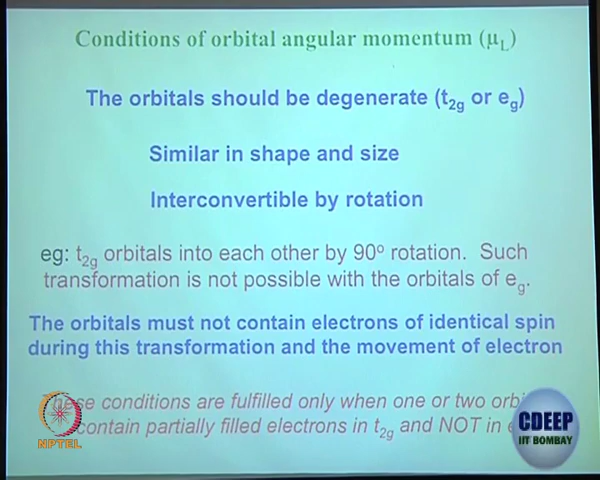 Conditions of orbital angular momentum (μL)
The orbitals should be degenerate (t2g or eg)
Similar in shape and size
Interconvertible by rotation
eg: t2g orbitals into each other by 90º rotation. Such
transformation is not possible with the orbitals of eg.
The orbitals must not contain electrons of identical spin
during this transformation and the movement of electron
conditions are fulfilled only when one or two
contain partially filled electrons in t2g and NOT in
NPTEL
CDEEP
IIT BOMBAY